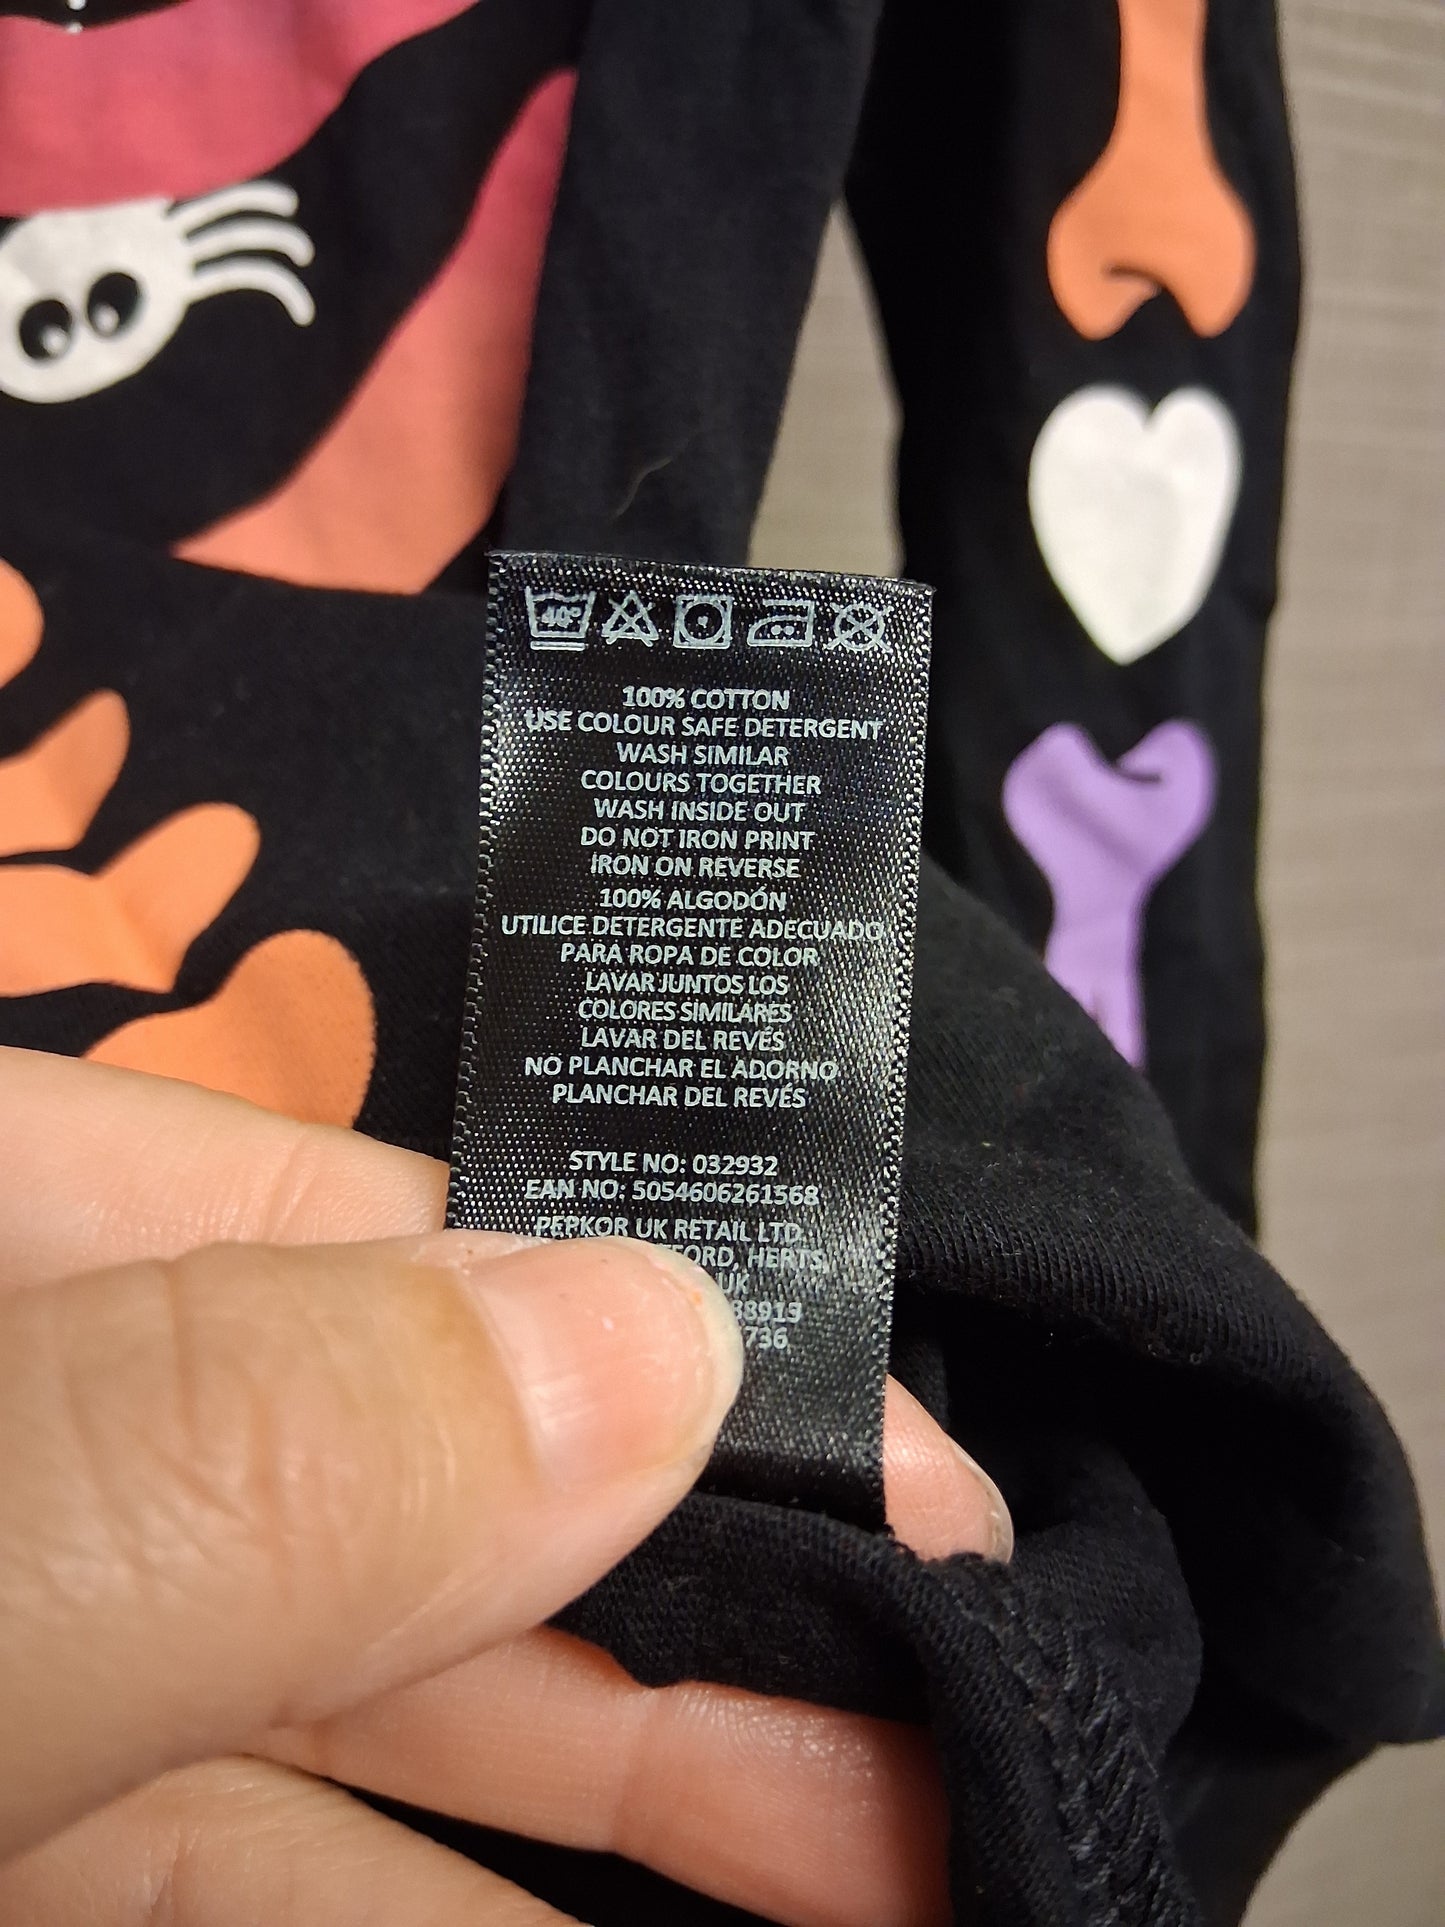 40°
100% COTTON
USE COLOUR SAFE DETERGENT
WASH SIMILAR
COLOURS TOGETHER
WASH INSIDE OUT
DO NOT IRON PRINT
IRON ON REVERSE
100% ALGODÓN
UTILICE DETERGENTE ADECUADO
PARA ROPA DE COLOR
LAVAR JUNTOS LOS
COLORES SIMILARES
LAVAR DEL REVÉS
NO PLANCHAR EL ADORNO
PLANCHAR DEL REVÉS
STYLE NO: 032932
EAN NO: 5054606261568
PEPKOR UK RETAIL LTD.
HERTS,
UK